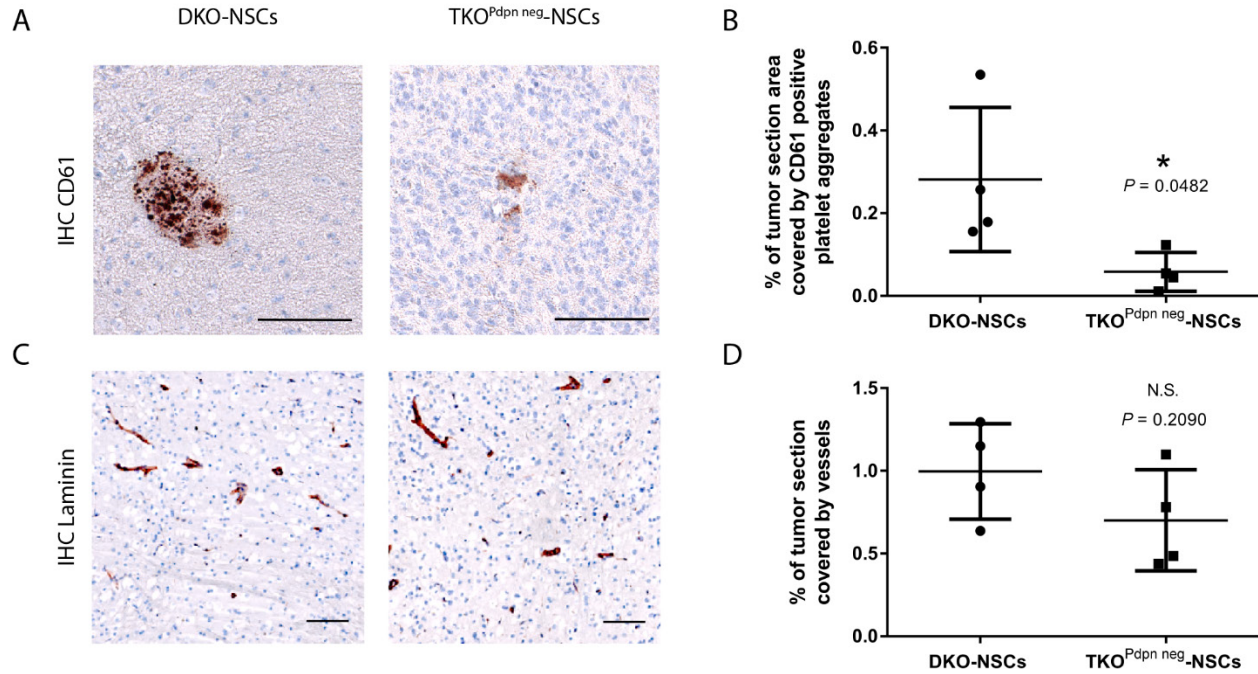 A
DKO-NSCs
TKO^Pdpn neg-NSCs
IHC CD61
B
% of tumor section area
covered by CD61 positive
platelet aggregates
0.6
0.4
0.2
0.0
*
P = 0.0482
DKO-NSCs
TKO^Pdpn neg-NSCs
C
IHC Laminin
D
% of tumor section
covered by vessels
1.5
1.0
0.5
0.0
N.S.
P = 0.2090
DKO-NSCs
TKO^Pdpn neg-NSCs